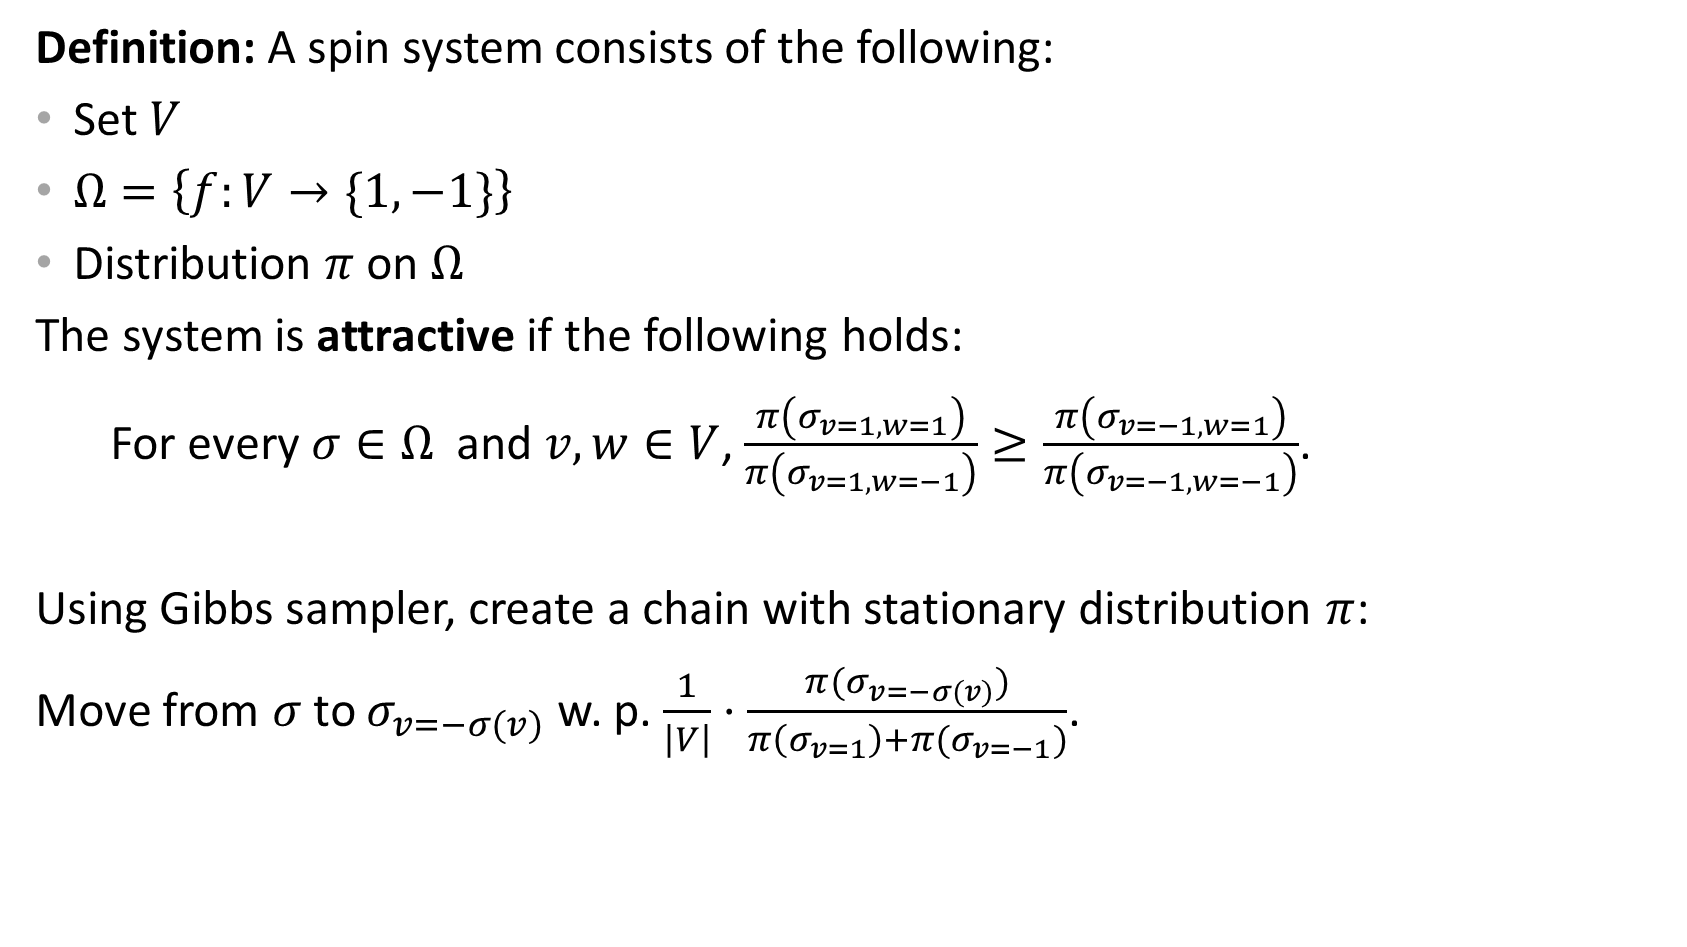 Definition: A spin system consists of the following:
• Set V
• Ω = {f: V → {1, −1}}
• Distribution π on Ω
The system is attractive if the following holds:
For every σ ∈ Ω and v, w ∈ V, π(σ_{v=1,w=1})/π(σ_{v=1,w=−1}) ≥ π(σ_{v=−1,w=1})/π(σ_{v=−1,w=−1}).
Using Gibbs sampler, create a chain with stationary distribution π:
Move from σ to σ_{v=−σ(v)} w. p. 1/|V| · π(σ_{v=−σ(v)})/(π(σ_{v=1})+π(σ_{v=−1})).